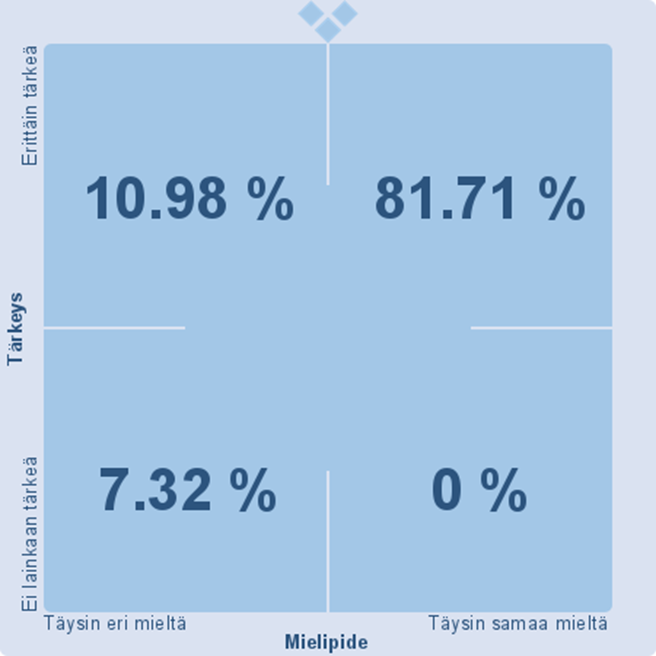 Erittäin tärkeä
10.98 %
81.71 %
Tärkeys
Ei lainkaan tärkeä
7.32 %
0 %
Täysin eri mieltä
Täysin samaa mieltä
Mielipide